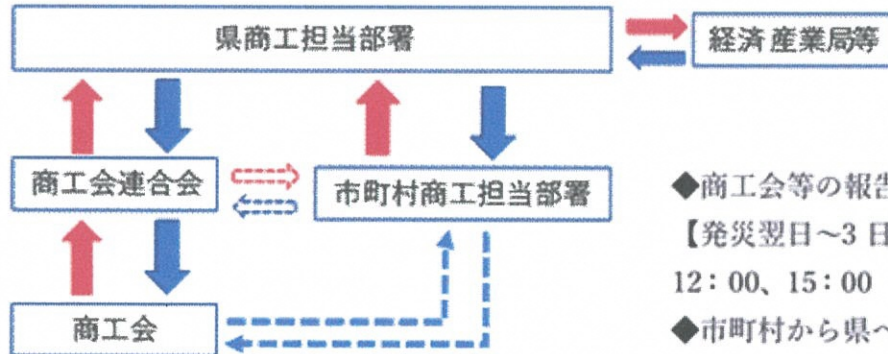 県商工担当部署
経済産業局等
商工会連合会
市町村商工担当部署
商工会
◆商工会等の報告
【発災翌日～3日
12：00、15：00
◆市町村から県へ